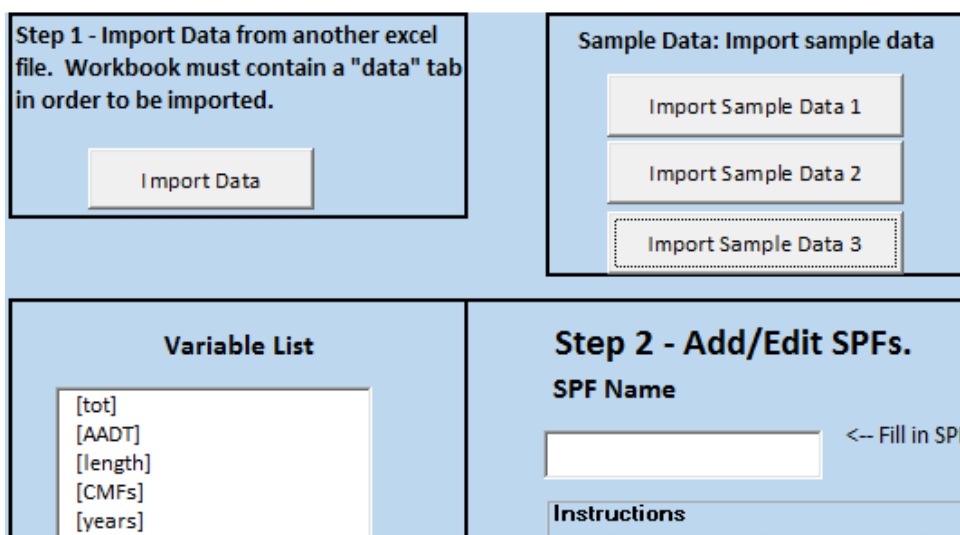 Step 1 - Import Data from another excel
file. Workbook must contain a "data" tab
in order to be imported.
Import Data
Sample Data: Import sample data
Import Sample Data 1
Import Sample Data 2
Import Sample Data 3
Variable List
[tot]
[AADT]
[length]
[CMFs]
[years]
Step 2 - Add/Edit SPFs.
SPF Name
<-- Fill in
Instructions